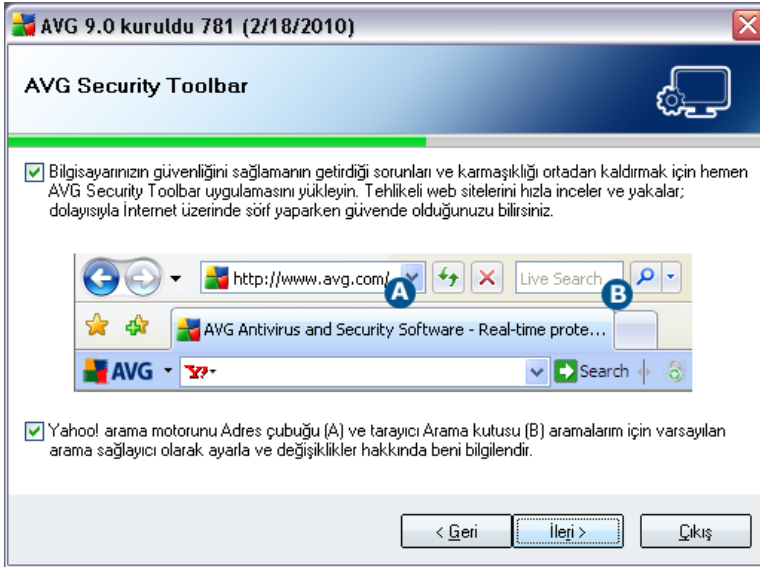 AVG 9.0 kuruldu 781 (2/18/2010)
AVG Security Toolbar
Bilgisayarınızın güvenliğini sağlamanın getirdiği sorunları ve karmaşıklığı ortadan kaldırmak için hemen
AVG Security Toolbar uygulamasını yükleyin. Tehlikeli web sitelerini hızla inceler ve yakalar;
dolayısıyla İnternet üzerinde sörf yaparken güvende olduğunuzu bilirsiniz.
http://www.avg.com/ A Live Search B
AVG Antivirus and Security Software - Real-time prote...
AVG Y! Search
Yahoo! arama motorunu Adres çubuğu (A) ve tarayıcı Arama kutusu (B) aramalarım için varsayılan
arama sağlayıcı olarak ayarla ve değişiklikler hakkında beni bilgilendir.
< Geri İleri > Çıkış